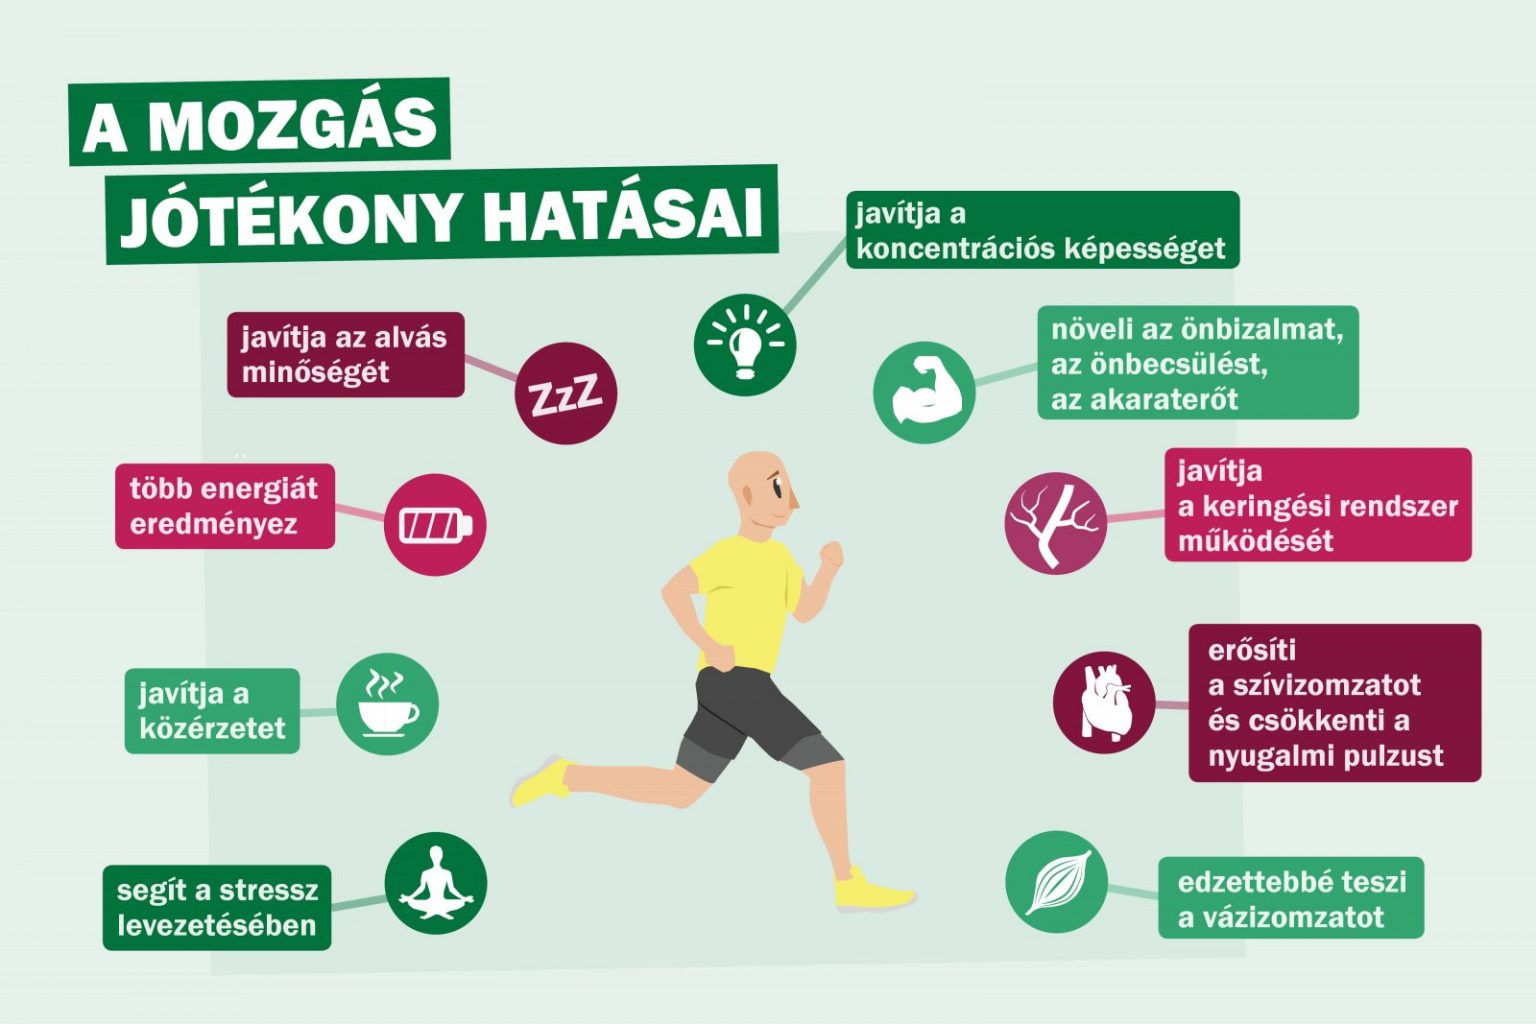 A MOZGÁS
JÓTÉKONY HATÁSAI
javítja a
koncentrációs képességet
javítja az alvás
minőségét
ZzZ
növeli az önbizalmat,
az önbecsülést,
az akaraterőt
több energiát
eredményez
javítja
a keringési rendszer
működését
javítja a
közérzetet
erősíti
a szívizomzatot
és csökkenti a
nyugalmi pulzust
segít a stressz
levezetésében
edzettebbé teszi
a vázizomzatot